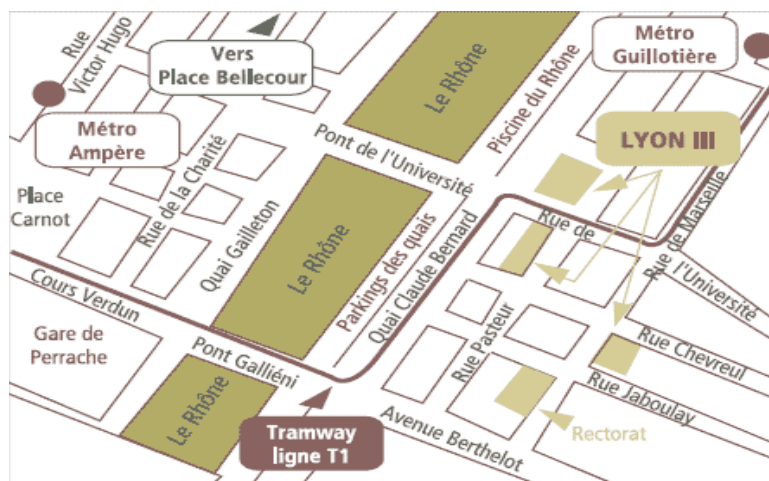 Rue
Victor Hugo
Vers
Place Bellecour
Le Rhône
Piscine du Rhône
Métro
Guillotière
Métro
Ampère
LYON III
Pont de l'Université
Place
Carnot
Rue de la Charité
Quai Gailleton
Le Rhône
Parkings des quais
Quai Claude Bernard
Rue de
l'Université
Rue de Marseille
Cours Verdun
Gare de
Perrache
Pont Galliéni
Le Rhône
Rue Pasteur
Rue Chevreul
Rue Jaboulay
Tramway
ligne T1
Avenue Berthelot
Rectorat